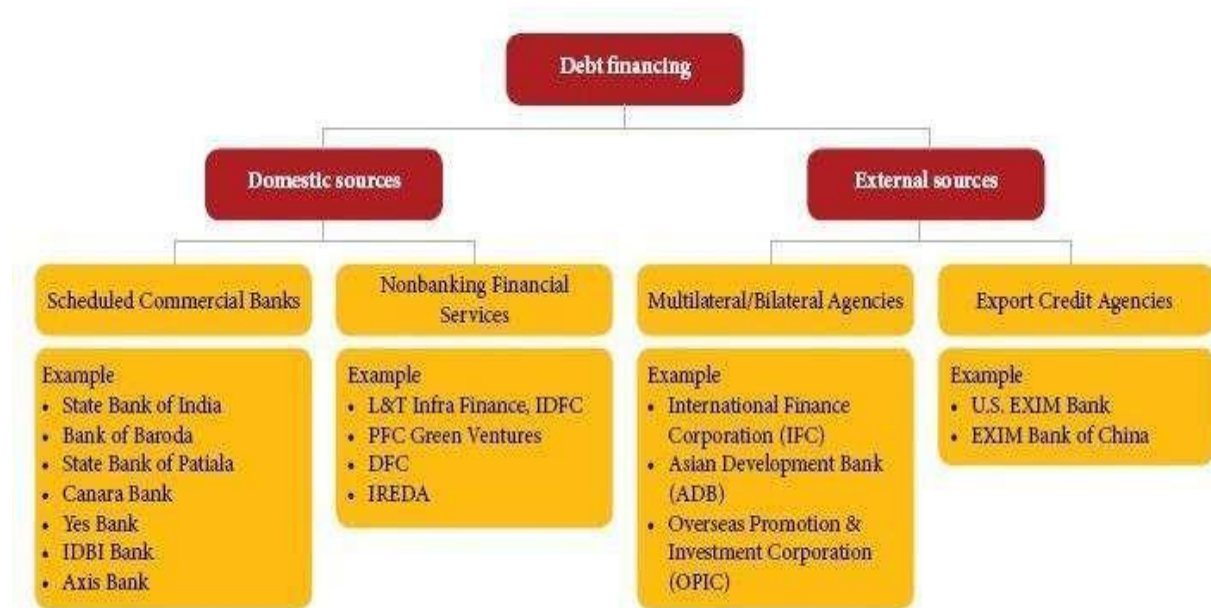 Debt financing
Domestic sources
External sources
Scheduled Commercial Banks
Nonbanking Financial
Services
Multilateral/Bilateral Agencies
Export Credit Agencies
Example
• State Bank of India
• Bank of Baroda
• State Bank of Patiala
• Canara Bank
• Yes Bank
• IDBI Bank
• Axis Bank
Example
• L&T Infra Finance, IDFC
• PFC Green Ventures
• DFC
• IREDA
Example
• International Finance
Corporation (IFC)
• Asian Development Bank
(ADB)
• Overseas Promotion &
Investment Corporation
(OPIC)
Example
• U.S. EXIM Bank
• EXIM Bank of China